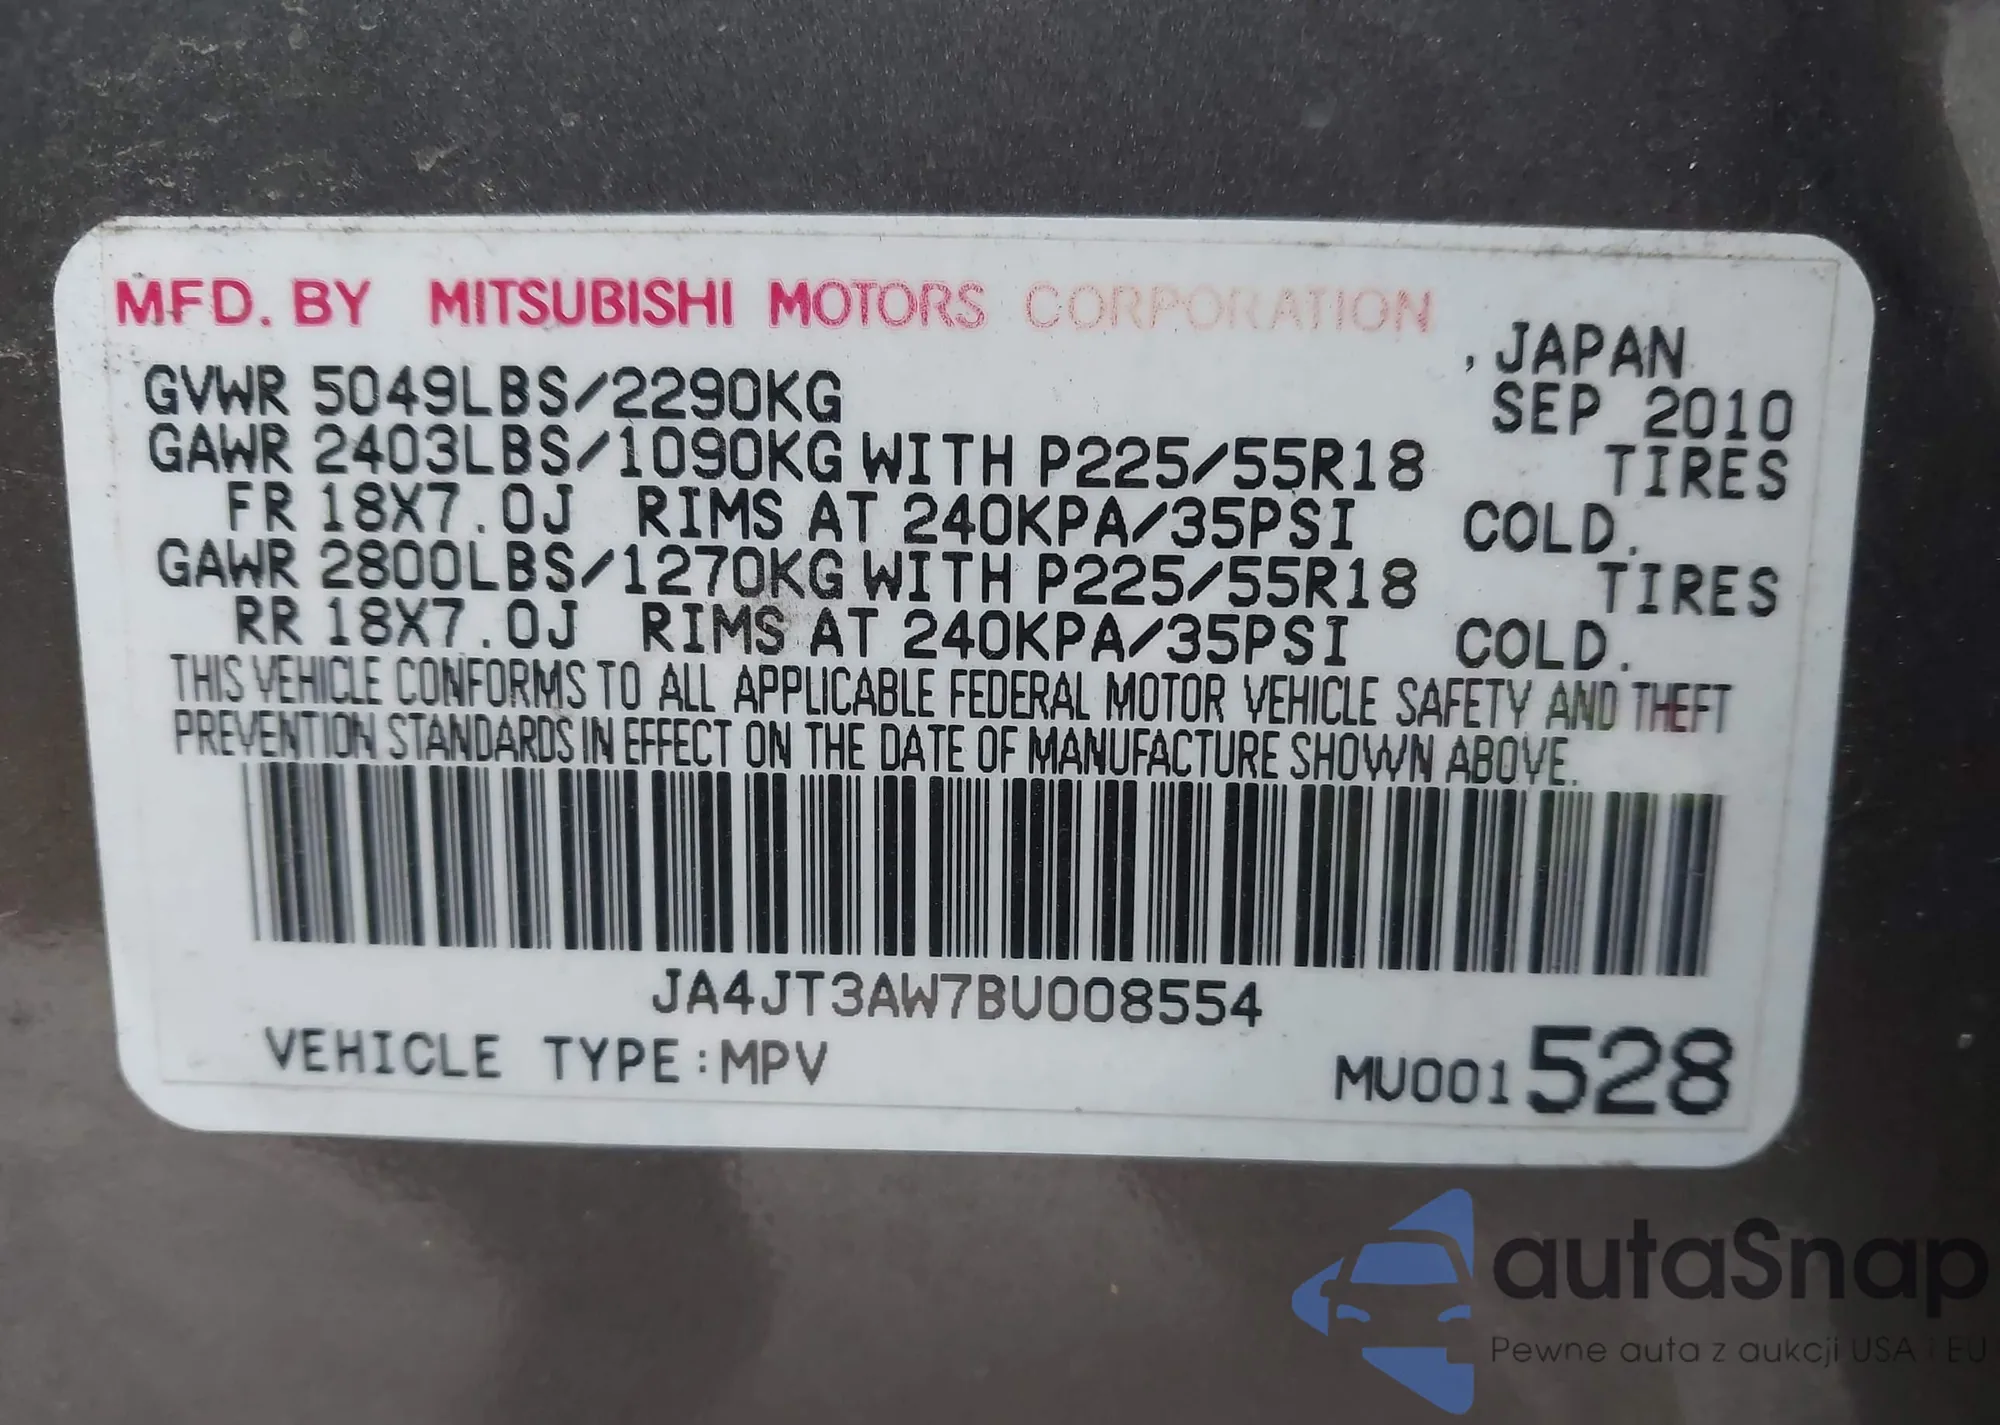 MFD. BY MITSUBISHI MOTORS CORPORATION
, JAPAN
GVWR 5049LBS/2290KG SEP 2010
GAWR 2403LBS/1090KG WITH P225/55R18 TIRES
FR 18X7.0J RIMS AT 240KPA/35PSI COLD.
GAWR 2800LBS/1270KG WITH P225/55R18 TIRES
RR 18X7.0J RIMS AT 240KPA/35PSI COLD.
THIS VEHICLE CONFORMS TO ALL APPLICABLE FEDERAL MOTOR VEHICLE SAFETY AND THEFT
PREVENTION STANDARDS IN EFFECT ON THE DATE OF MANUFACTURE SHOWN ABOVE.
JA4JT3AW7BU008554
VEHICLE TYPE:MPV MU001528
autaSnap
Pewne auta z aukcji USA i EU